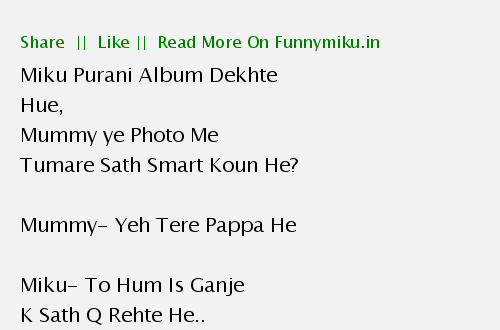 Share || Like || Read More On Funnymiku.in
Miku Purani Album Dekhte
Hue,
Mummy ye Photo Me
Tumare Sath Smart Koun He?
Mummy- Yeh Tere Pappa He
Miku- To Hum Is Ganje
K Sath Q Rehte He..